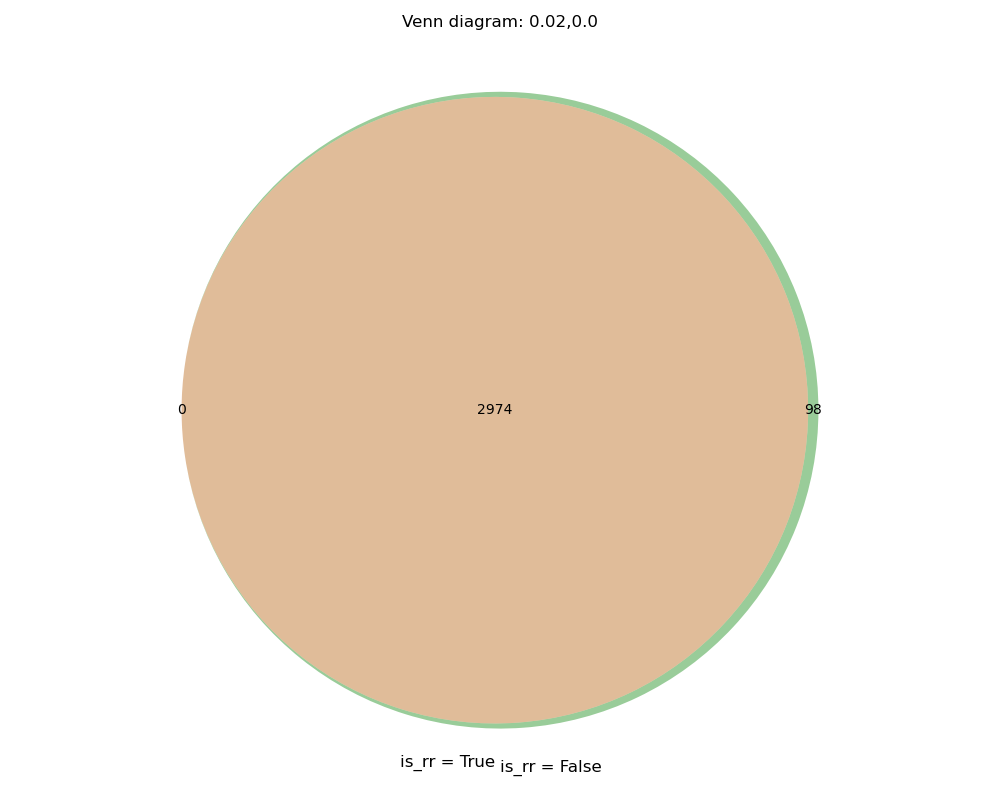 Venn diagram: 0.02,0.0
0
2974
98
is_rr = True
is_rr = False